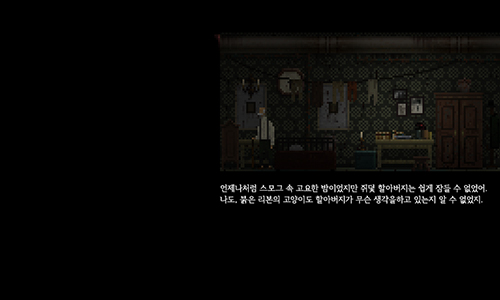 언제나처럼 스모그 속 고요한 밤이었지만 쥐덫 할아버지는 쉽게 잠들 수 없었어.
나도, 붉은 리본의 고양이도 할아버지가 무슨 생각을하고 있는지 알 수 없었지.